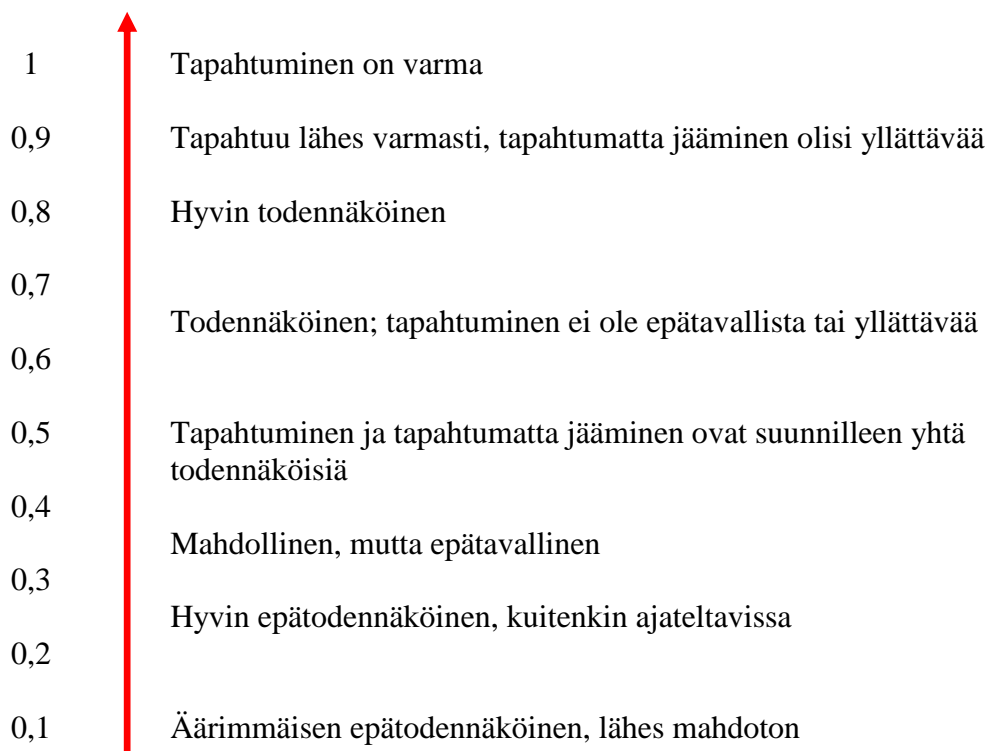 1 Tapahtuminen on varma
0,9 Tapahtuu lähes varmasti, tapahtumatta jääminen olisi yllättävää
0,8 Hyvin todennäköinen
0,7
Todennäköinen; tapahtuminen ei ole epätavallista tai yllättävää
0,6
0,5 Tapahtuminen ja tapahtumatta jääminen ovat suunnilleen yhtä
todennäköisiä
0,4
Mahdollinen, mutta epätavallinen
0,3
Hyvin epätodennäköinen, kuitenkin ajateltavissa
0,2
0,1 Äärimmäisen epätodennäköinen, lähes mahdoton